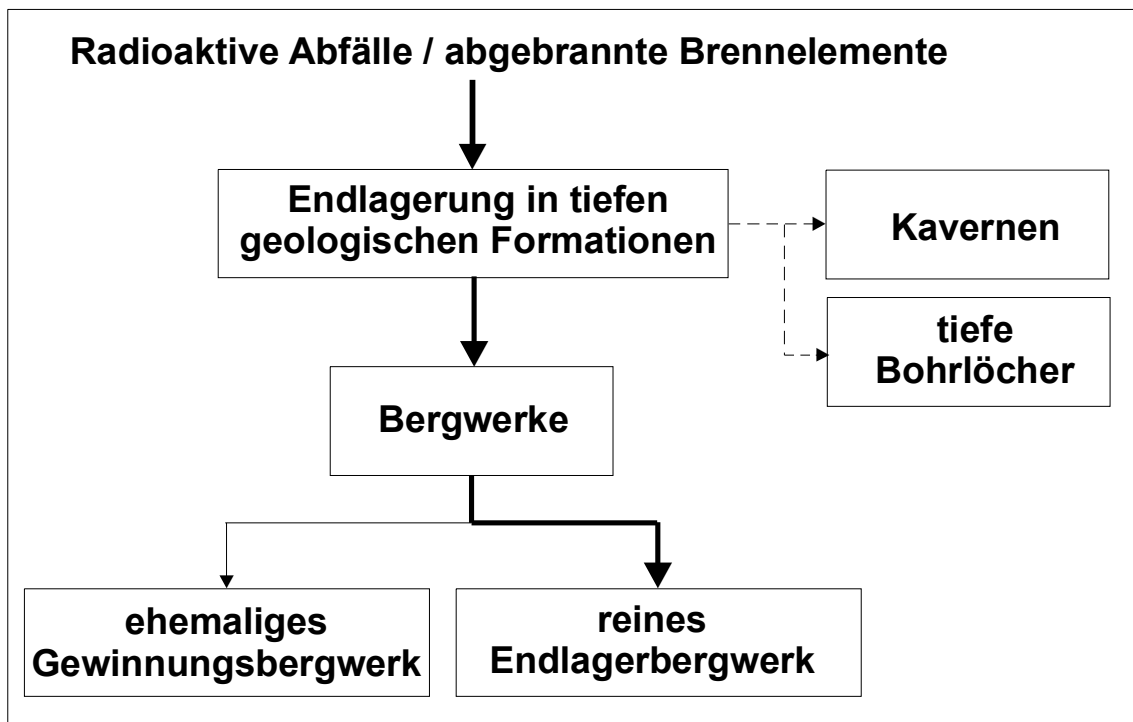 Radioaktive Abfälle / abgebrannte Brennelemente
Endlagerung in tiefen
geologischen Formationen
Kavernen
tiefe
Bohrlöcher
Bergwerke
ehemaliges
Gewinnungsbergwerk
reines
Endlagerbergwerk